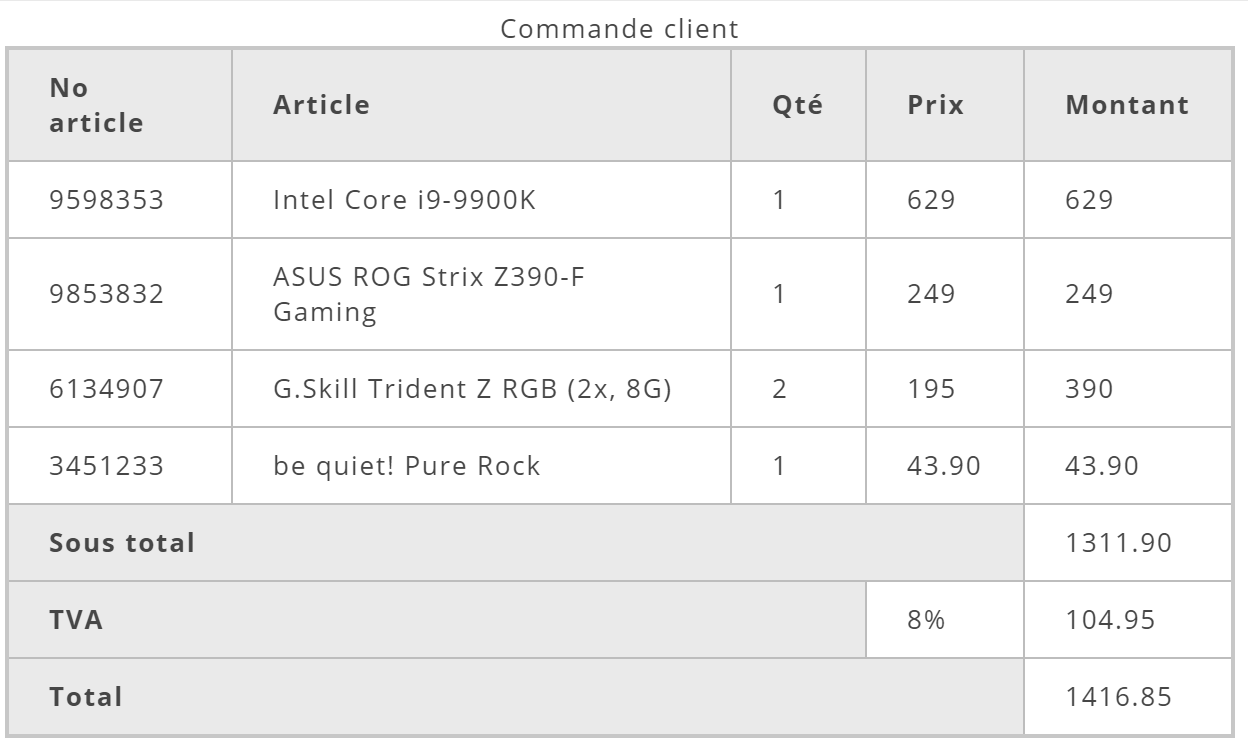 Commande client
No
article
Article Qté Prix Montant
9598353 Intel Core i9-9900K 1 629 629
9853832 ASUS ROG Strix Z390-F
Gaming 1 249 249
6134907 G.Skill Trident Z RGB (2x, 8G) 2 195 390
3451233 be quiet! Pure Rock 1 43.90 43.90
Sous total 1311.90
TVA 8% 104.95
Total 1416.85